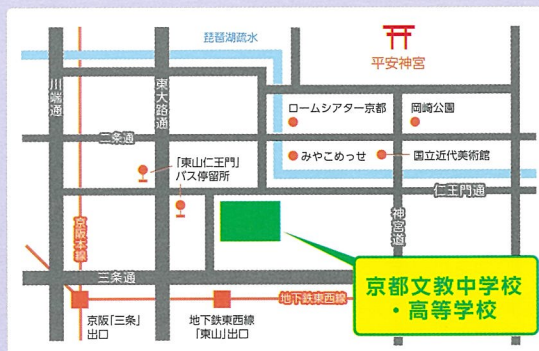 琵琶湖疏水
平安神宮
川端通
東大路通
ロームシアター京都
岡崎公園
二条通
「東山仁王門」
バス停留所
みやこめっせ
国立近代美術館
仁王門通
京阪本線
神宮道
三条通
京都文教中学校
・高等学校
地下鉄東西線
京阪「三条」
出口
地下鉄東西線
「東山」出口